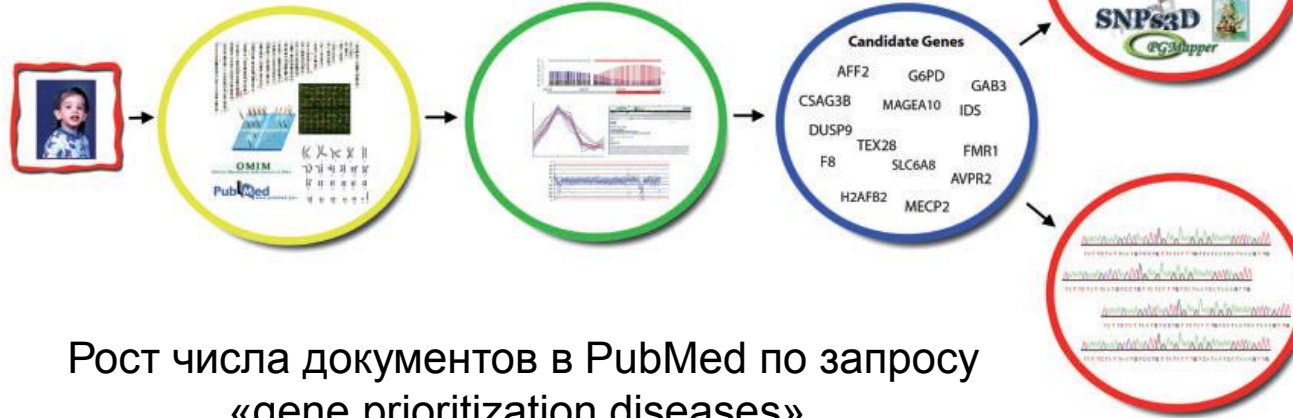 SNPs3D
PGMapper
Candidate Genes
AFF2
G6PD
GAB3
CSAG3B
MAGEA10
IDS
DUSP9
TEX28
FMR1
F8
SLC6A8
AVPR2
H2AFB2
MECP2
OMIM
PubMed
Рост числа документов в PubMed по запросу
«gene prioritization diseases»